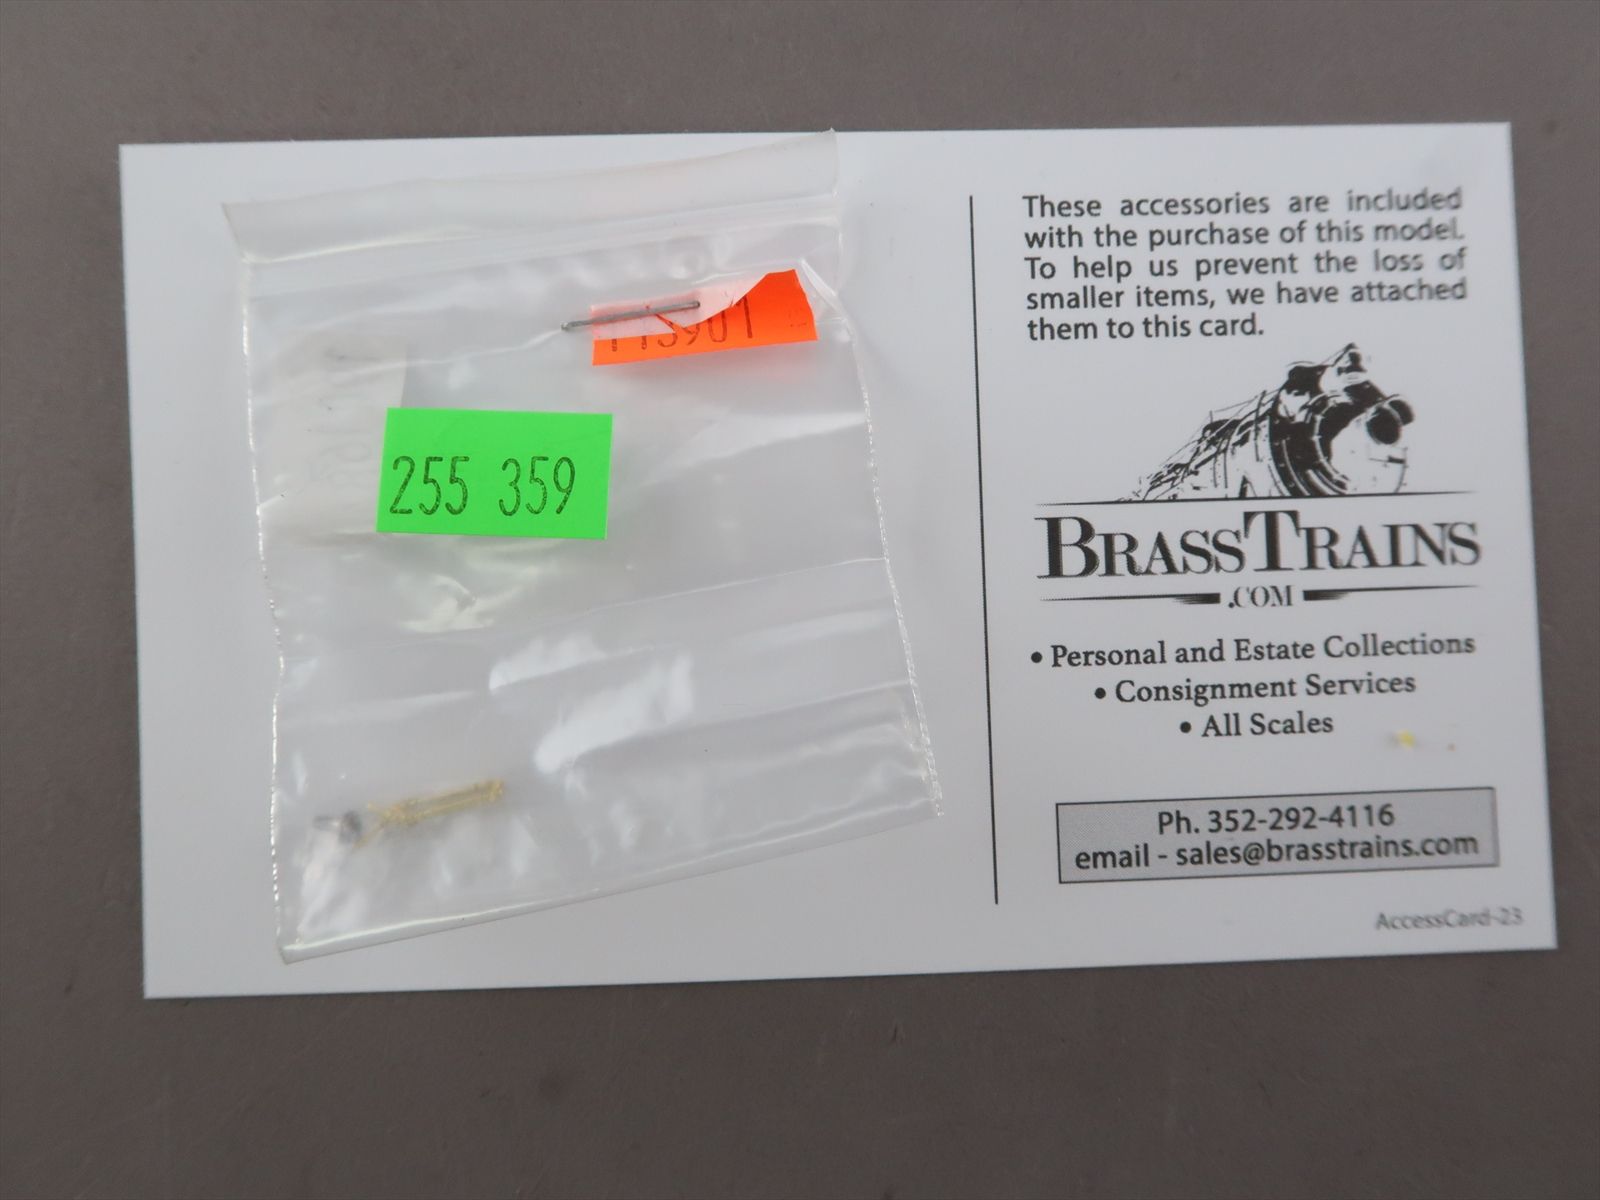 113901
255 359
These accessories are included
with the purchase of this model.
To help us prevent the loss of
smaller items, we have attached
them to this card.
BRASSTRAINS
.COM
• Personal and Estate Collections
• Consignment Services
• All Scales
Ph. 352-292-4116
email - sales@brasstrains.com
AccessCard-23